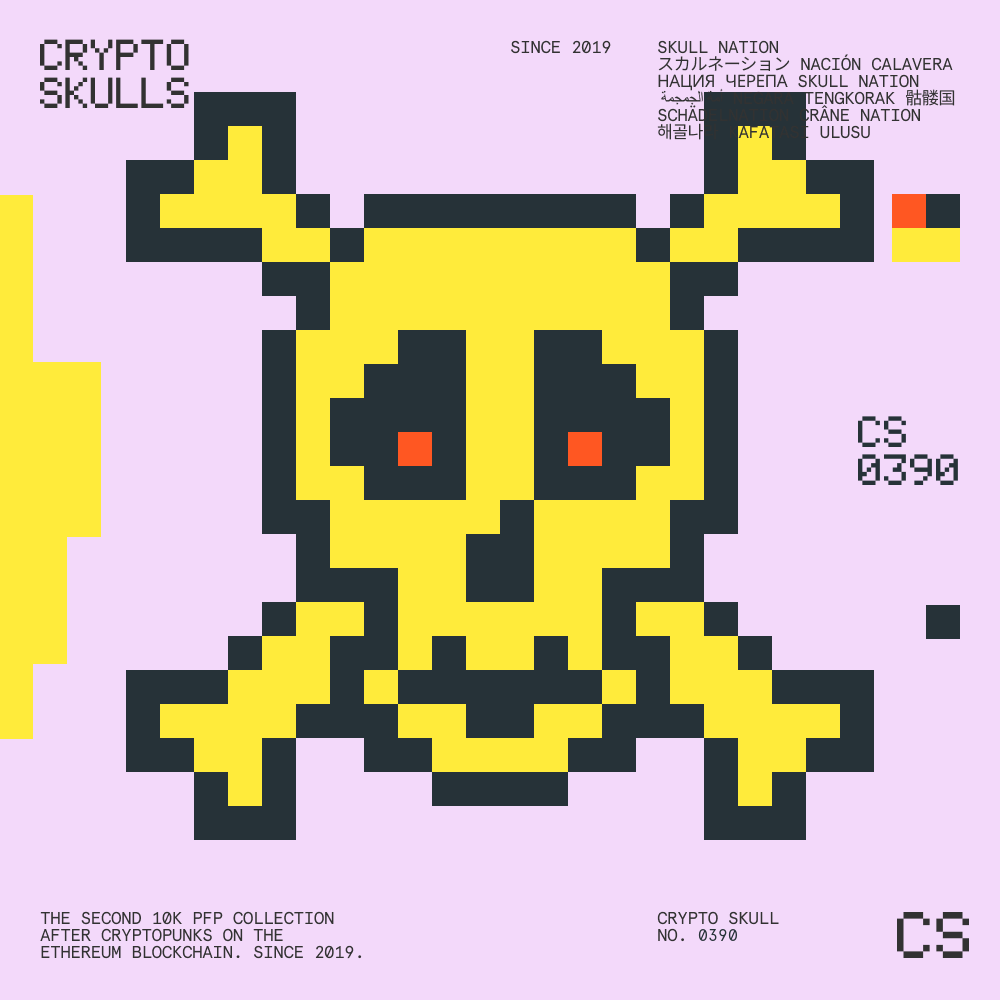 CRYPTO
SKULLS
SINCE 2019
SKULL NATION
スカルネーション NACIÓN CALAVERA
НАЦИЯ ЧЕРЕПА SKULL NATION
الجمجمة TENGKORAK 骷髅国
CRÂNE NATION
ULUSU
CS
0390
THE SECOND 10K PFP COLLECTION
AFTER CRYPTOPUNKS ON THE
ETHEREUM BLOCKCHAIN. SINCE 2019.
CRYPTO SKULL
NO. 0390
CS